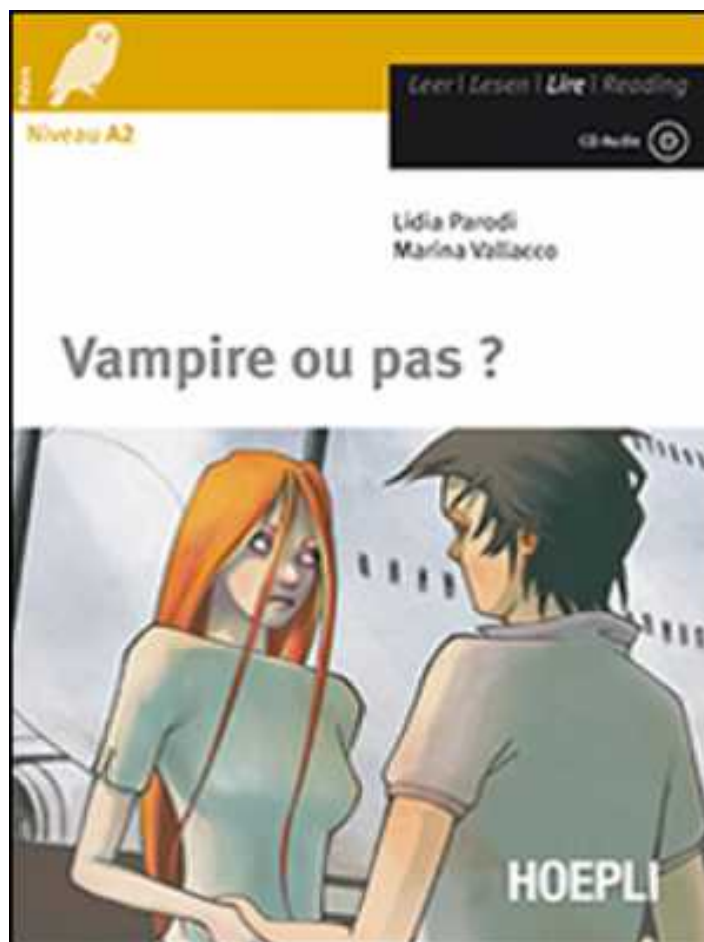 Niveau A2
Leer | Lesen | Lire | Reading
CD Audio
Lidia Parodi
Marina Vallacco
Vampire ou pas ?
HOEPLI